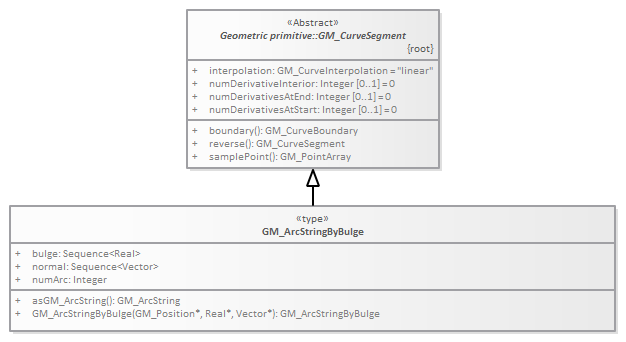 «Abstract»
Geometric primitive::GM_CurveSegment
{root}
+ interpolation: GM_CurveInterpolation = "linear"
+ numDerivativeInterior: Integer [0..1] = 0
+ numDerivativesAtEnd: Integer [0..1] = 0
+ numDerivativesAtStart: Integer [0..1] = 0
+ boundary(): GM_CurveBoundary
+ reverse(): GM_CurveSegment
+ samplePoint(): GM_PointArray
«type»
GM_ArcStringByBulge
+ bulge: Sequence<Real>
+ normal: Sequence<Vector>
+ numArc: Integer
+ asGM_ArcString(): GM_ArcString
+ GM_ArcStringByBulge(GM_Position*, Real*, Vector*): GM_ArcStringByBulge